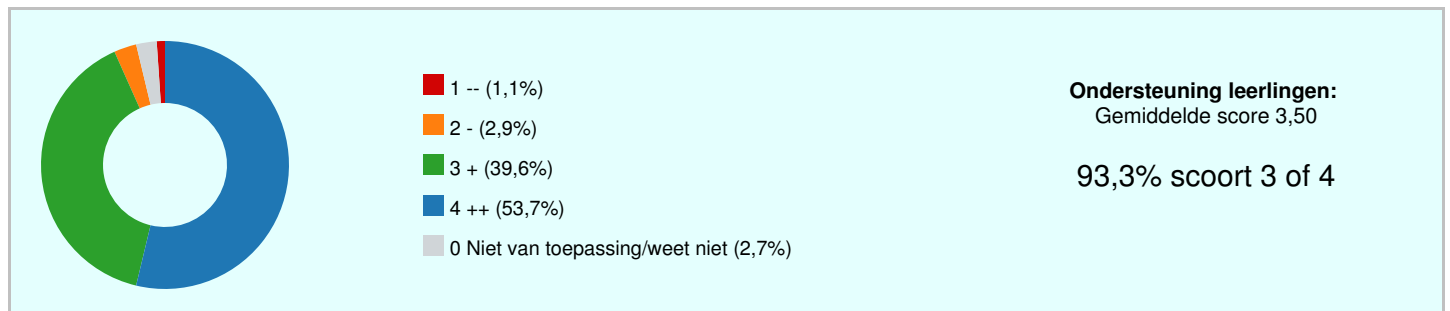 1 -- (1,1%)
2 - (2,9%)
3 + (39,6%)
4 ++ (53,7%)
0 Niet van toepassing/weet niet (2,7%)
Ondersteuning leerlingen:
Gemiddelde score 3,50
93,3% scoort 3 of 4